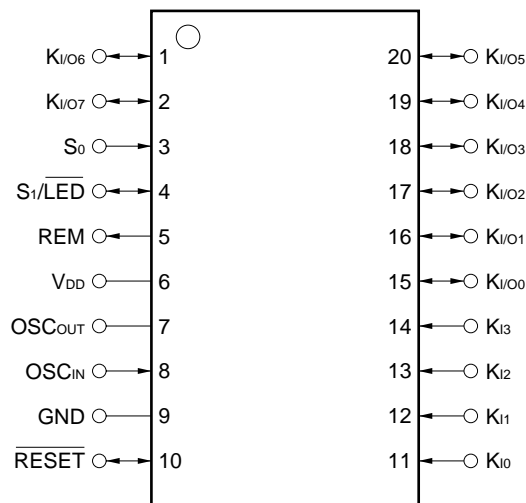 KI/O6 1 20 KI/O5
KI/O7 2 19 KI/O4
S0 3 18 KI/O3
S1/LED 4 17 KI/O2
REM 5 16 KI/O1
VDD 6 15 KI/O0
OSCOUT 7 14 KI3
OSCIN 8 13 KI2
GND 9 12 KI1
RESET 10 11 KI0